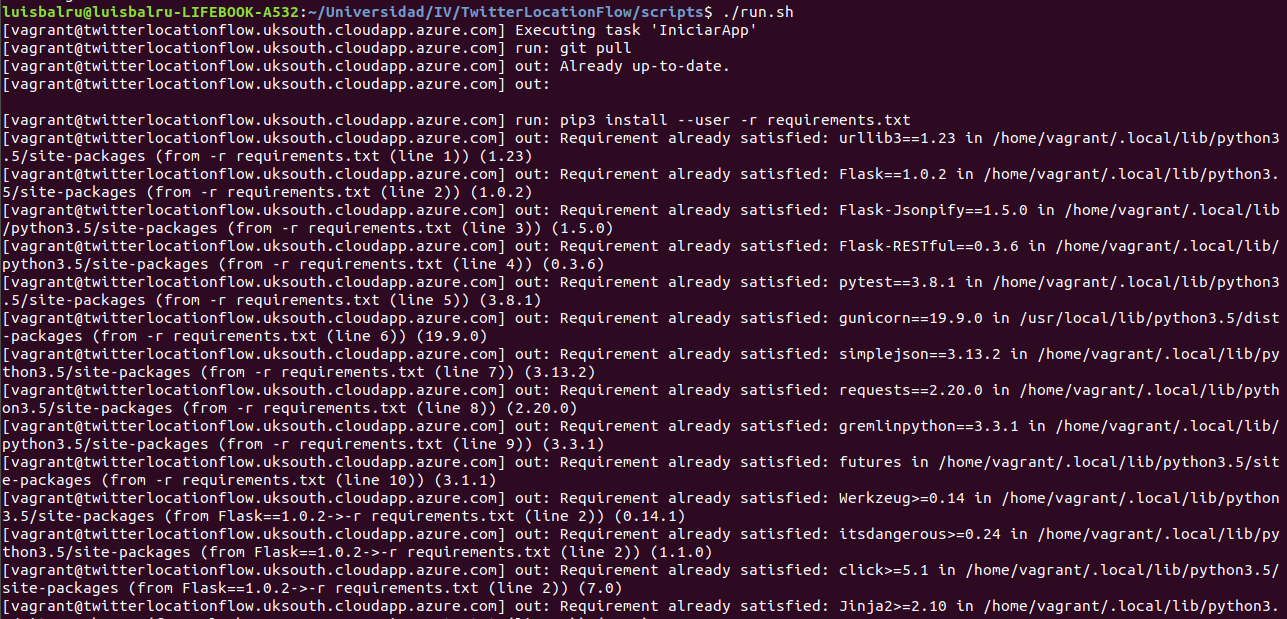 luisbalru@luisbalru-LIFEBOOK-A532:~/Universidad/IV/TwitterLocationFlow/scripts$ ./run.sh
[vagrant@twitterlocationflow.uksouth.cloudapp.azure.com] Executing task 'IniciarApp'
[vagrant@twitterlocationflow.uksouth.cloudapp.azure.com] run: git pull
[vagrant@twitterlocationflow.uksouth.cloudapp.azure.com] out: Already up-to-date.
[vagrant@twitterlocationflow.uksouth.cloudapp.azure.com] out:
[vagrant@twitterlocationflow.uksouth.cloudapp.azure.com] run: pip3 install --user -r requirements.txt
[vagrant@twitterlocationflow.uksouth.cloudapp.azure.com] out: Requirement already satisfied: urllib3==1.23 in /home/vagrant/.local/lib/python3
.5/site-packages (from -r requirements.txt (line 1)) (1.23)
[vagrant@twitterlocationflow.uksouth.cloudapp.azure.com] out: Requirement already satisfied: Flask==1.0.2 in /home/vagrant/.local/lib/python3.
5/site-packages (from -r requirements.txt (line 2)) (1.0.2)
[vagrant@twitterlocationflow.uksouth.cloudapp.azure.com] out: Requirement already satisfied: Flask-Jsonpify==1.5.0 in /home/vagrant/.local/lib
/python3.5/site-packages (from -r requirements.txt (line 3)) (1.5.0)
[vagrant@twitterlocationflow.uksouth.cloudapp.azure.com] out: Requirement already satisfied: Flask-RESTful==0.3.6 in /home/vagrant/.local/lib/
python3.5/site-packages (from -r requirements.txt (line 4)) (0.3.6)
[vagrant@twitterlocationflow.uksouth.cloudapp.azure.com] out: Requirement already satisfied: pytest==3.8.1 in /home/vagrant/.local/lib/python3
.5/site-packages (from -r requirements.txt (line 5)) (3.8.1)
[vagrant@twitterlocationflow.uksouth.cloudapp.azure.com] out: Requirement already satisfied: gunicorn==19.9.0 in /usr/local/lib/python3.5/dist
-packages (from -r requirements.txt (line 6)) (19.9.0)
[vagrant@twitterlocationflow.uksouth.cloudapp.azure.com] out: Requirement already satisfied: simplejson==3.13.2 in /home/vagrant/.local/lib/py
thon3.5/site-packages (from -r requirements.txt (line 7)) (3.13.2)
[vagrant@twitterlocationflow.uksouth.cloudapp.azure.com] out: Requirement already satisfied: requests==2.20.0 in /home/vagrant/.local/lib/pyth
on3.5/site-packages (from -r requirements.txt (line 8)) (2.20.0)
[vagrant@twitterlocationflow.uksouth.cloudapp.azure.com] out: Requirement already satisfied: gremlinpython==3.3.1 in /home/vagrant/.local/lib/
python3.5/site-packages (from -r requirements.txt (line 9)) (3.3.1)
[vagrant@twitterlocationflow.uksouth.cloudapp.azure.com] out: Requirement already satisfied: futures in /home/vagrant/.local/lib/python3.5/sit
e-packages (from -r requirements.txt (line 10)) (3.1.1)
[vagrant@twitterlocationflow.uksouth.cloudapp.azure.com] out: Requirement already satisfied: Werkzeug>=0.14 in /home/vagrant/.local/lib/python
3.5/site-packages (from Flask==1.0.2->-r requirements.txt (line 2)) (0.14.1)
[vagrant@twitterlocationflow.uksouth.cloudapp.azure.com] out: Requirement already satisfied: itsdangerous>=0.24 in /home/vagrant/.local/lib/py
thon3.5/site-packages (from Flask==1.0.2->-r requirements.txt (line 2)) (1.1.0)
[vagrant@twitterlocationflow.uksouth.cloudapp.azure.com] out: Requirement already satisfied: click>=5.1 in /home/vagrant/.local/lib/python3.5/
site-packages (from Flask==1.0.2->-r requirements.txt (line 2)) (7.0)
[vagrant@twitterlocationflow.uksouth.cloudapp.azure.com] out: Requirement already satisfied: Jinja2>=2.10 in /home/vagrant/.local/lib/python3.